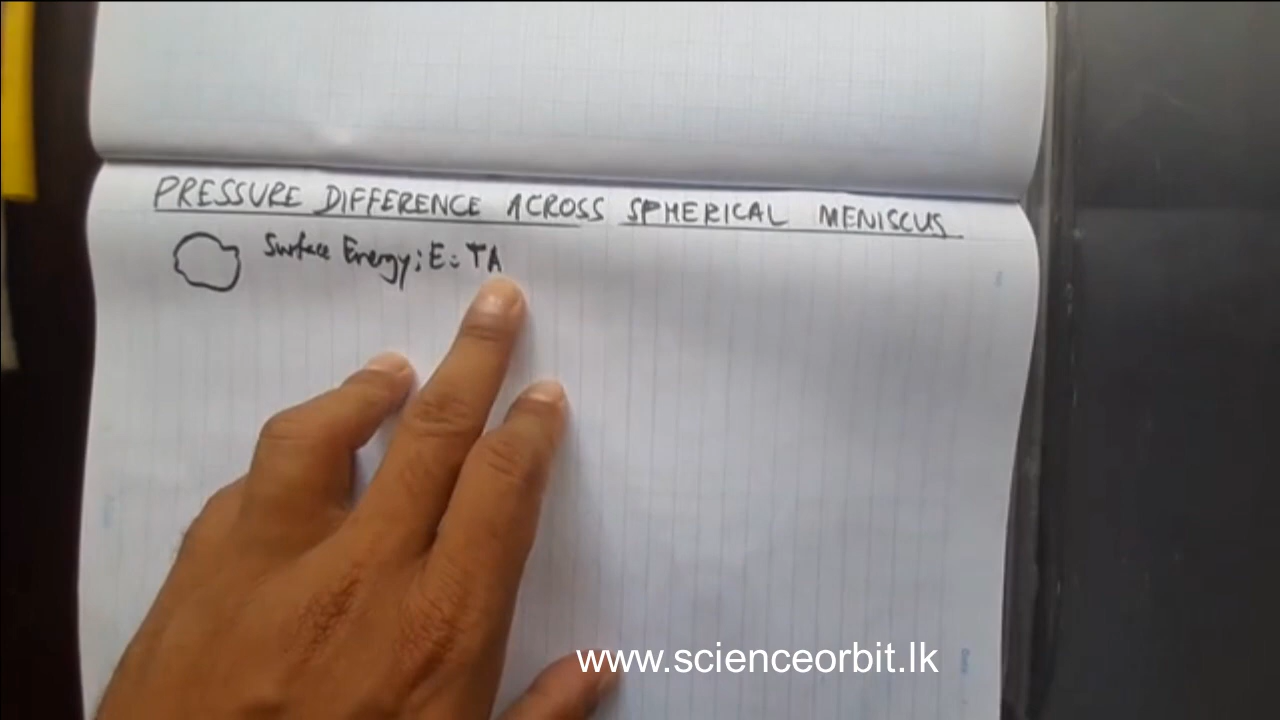 PRESSURE DIFFERENCE ACROSS SPHERICAL MENISCUS
Surface Energy; E = TA
www.scienceorbit.lk